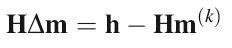 HΔm = h − Hm⁽ᵏ⁾